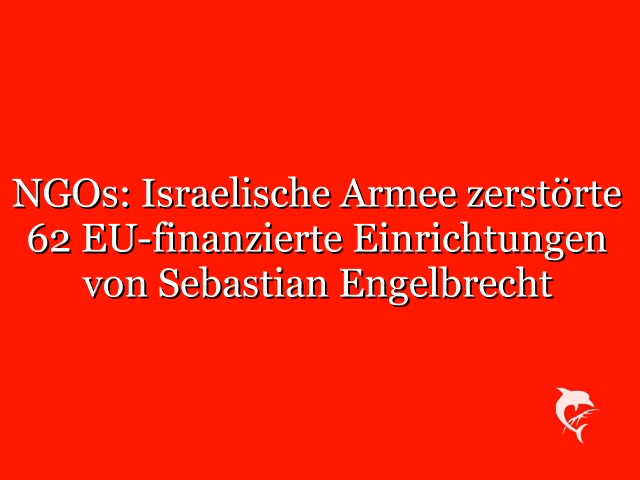 NGOs: Israelische Armee zerstörte
62 EU-finanzierte Einrichtungen
von Sebastian Engelbrecht